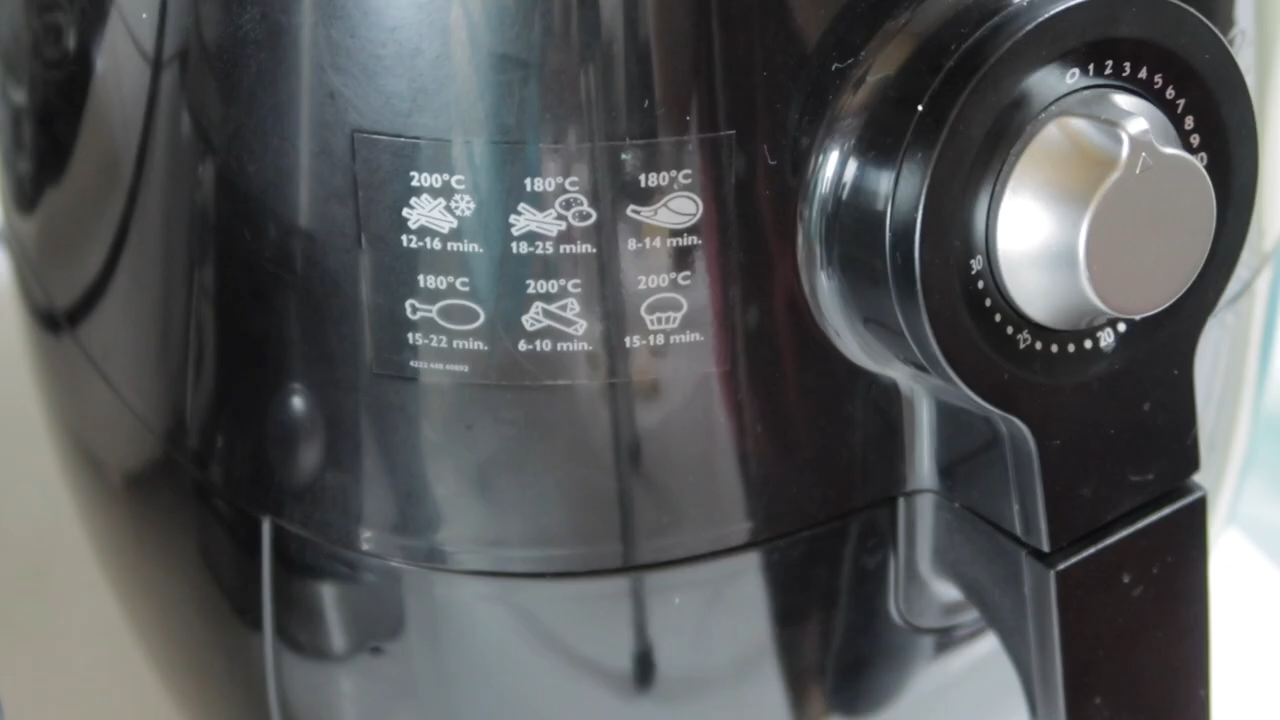 200°C 180°C 180°C
12-16 min. 18-25 min. 8-14 min.
180°C 200°C 200°C
15-22 min. 6-10 min. 15-18 min.
0 1 2 3 4 5 6 7 8 9 10
20
25
30